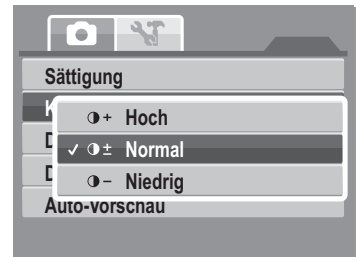 Sättigung
K
Hoch
D
Normal
D
Niedrig
Auto-Vorschau